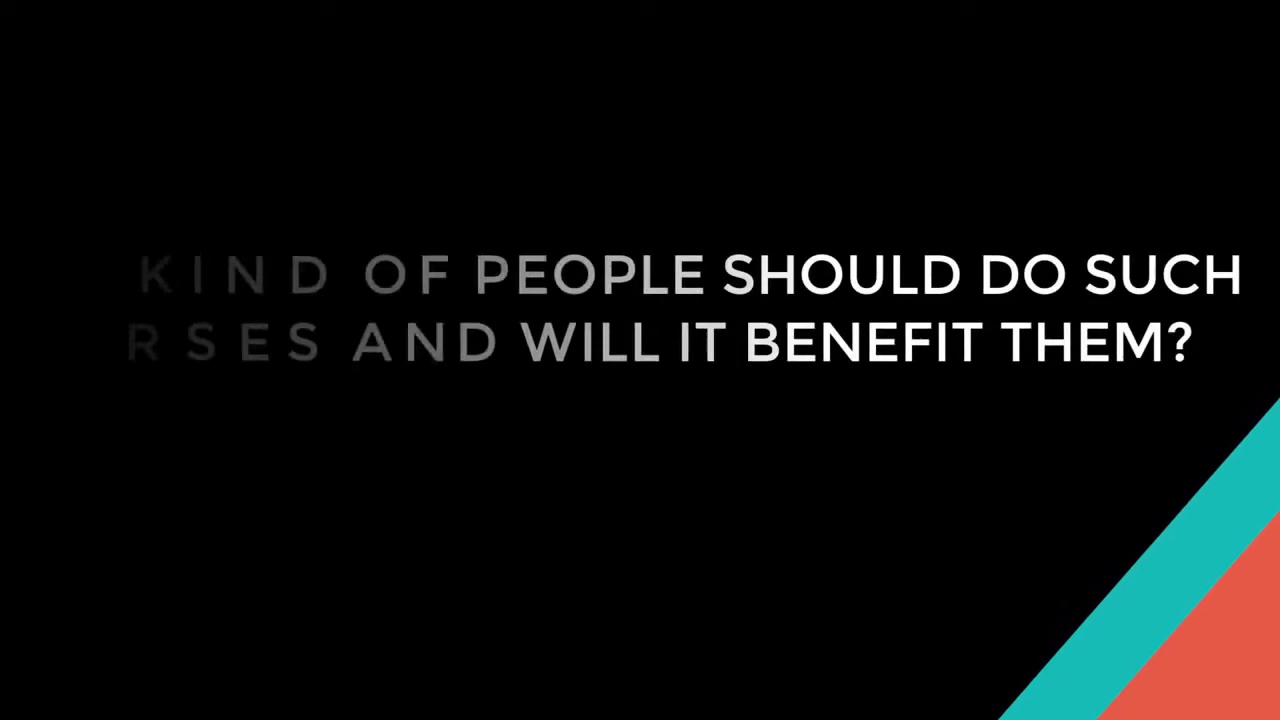 KIND OF PEOPLE SHOULD DO SUCH
RSES AND WILL IT BENEFIT THEM?